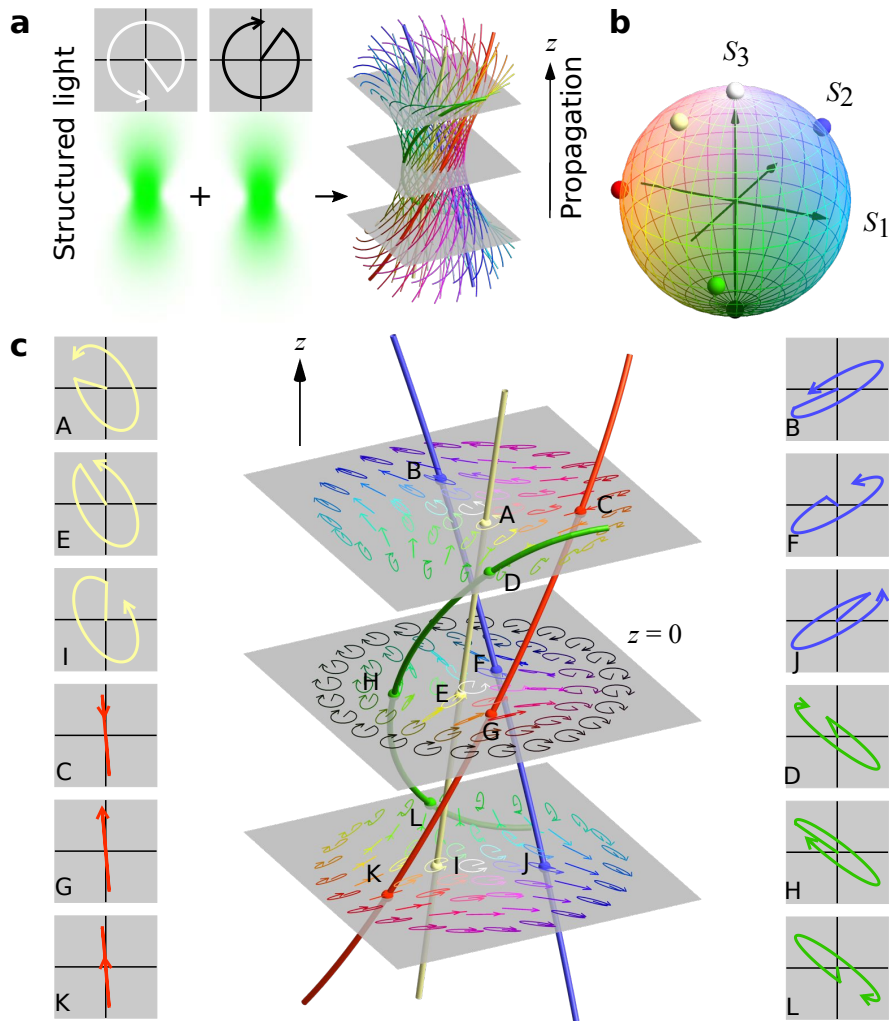 a
Structured light
+
z
Propagation
b
S3
S2
S1
c
z
A
B
E
F
I
J
C
D
G
H
K
L
B
A
C
D
z = 0
F
H
E
G
L
K
I
J